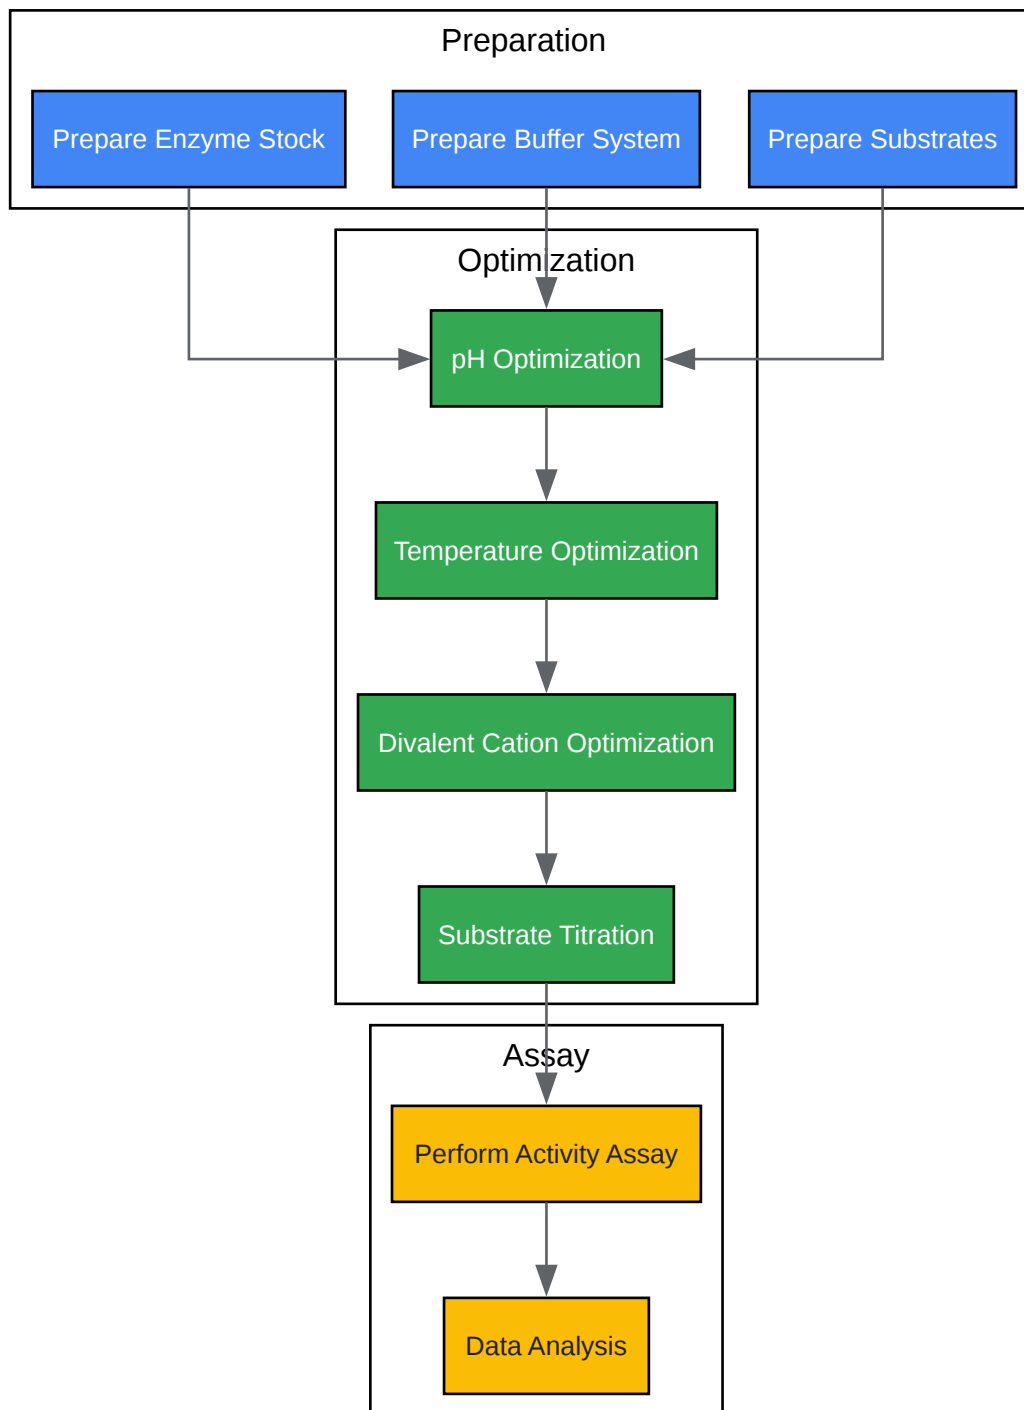 Preparation
Prepare Enzyme Stock
Prepare Buffer System
Prepare Substrates
Optimization
pH Optimization
Temperature Optimization
Divalent Cation Optimization
Substrate Titration
Assay
Perform Activity Assay
Data Analysis